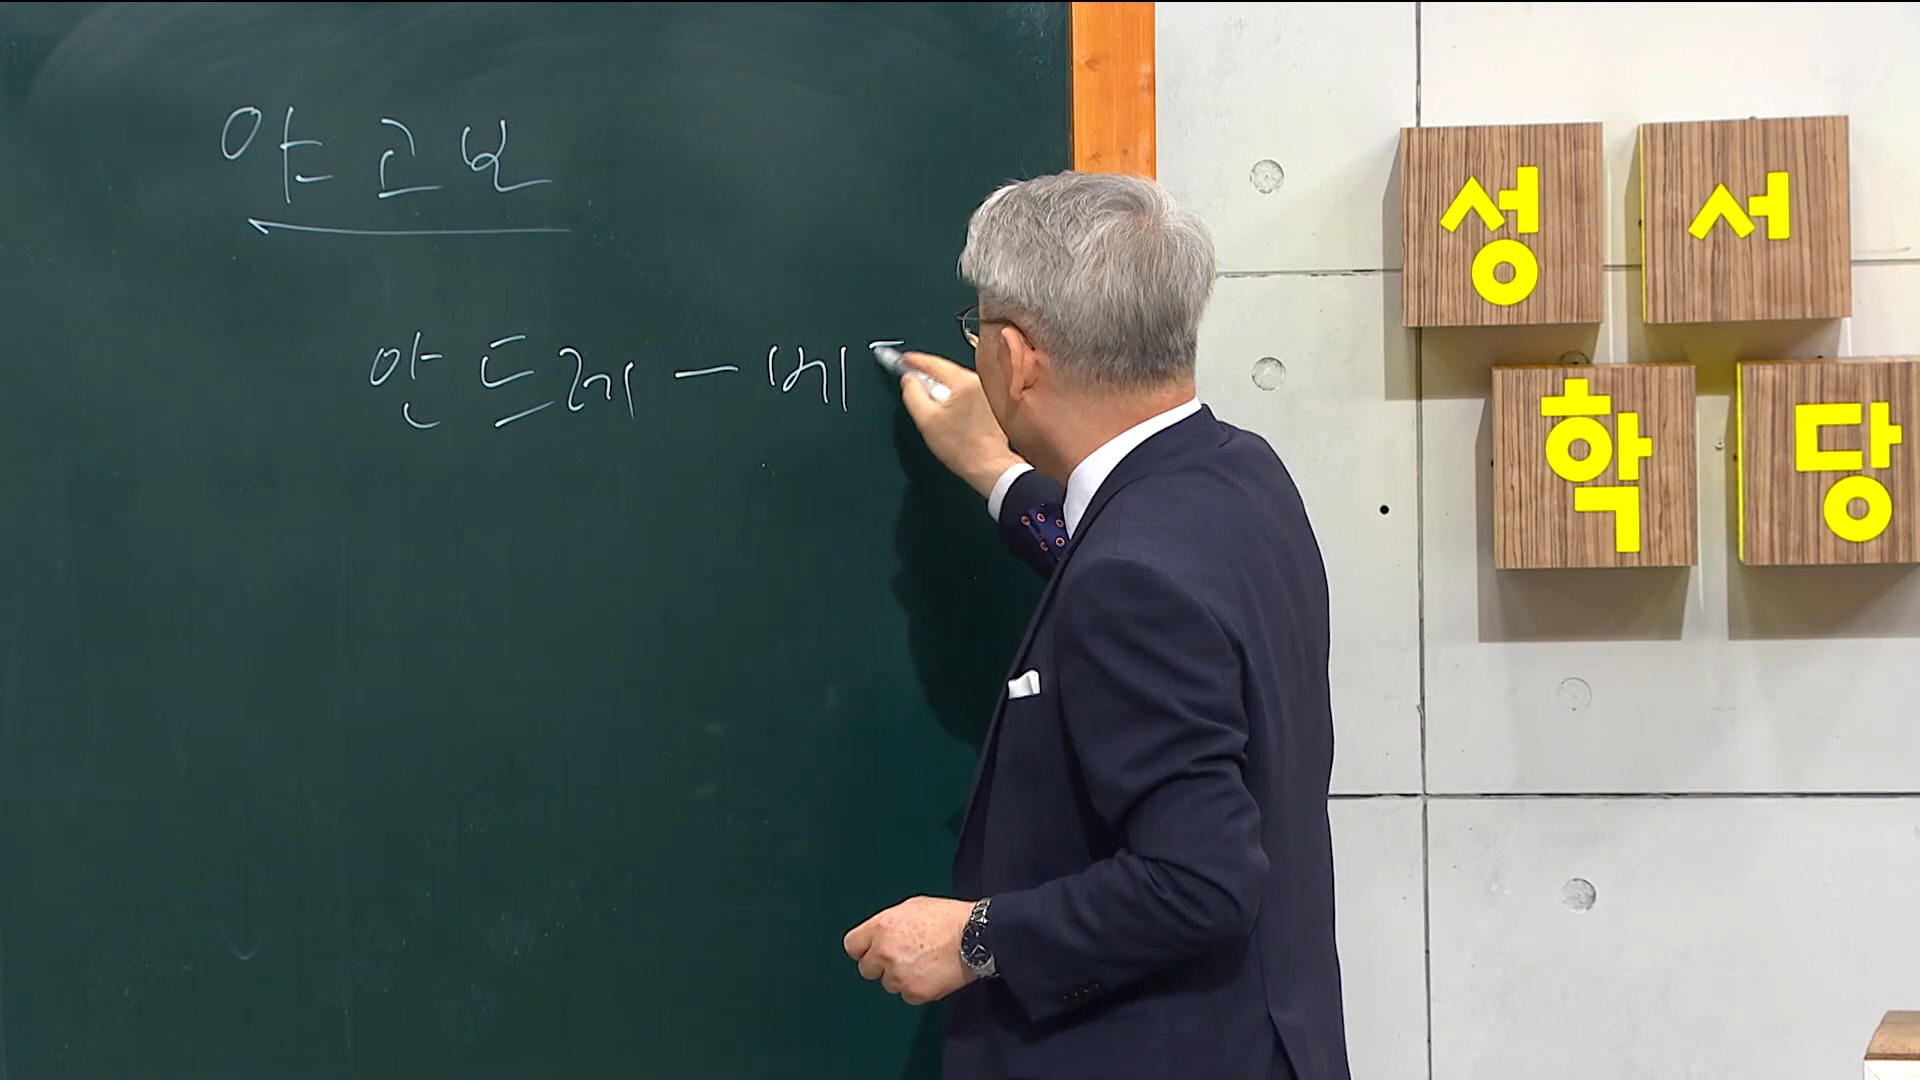 야고보
안드레 - 베
성서
학당